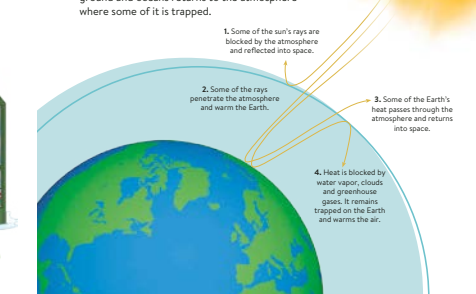 ground and oceans returns to the atmosphere
where some of it is trapped.
1. Some of the sun's rays are
blocked by the atmosphere
and reflected into space.
2. Some of the rays
penetrate the atmosphere
and warm the Earth.
3. Some of the Earth's
heat passes through the
atmosphere and returns
into space.
4. Heat is blocked by
water vapor, clouds
and greenhouse
gases. It remains
trapped on the Earth
and warms the air.